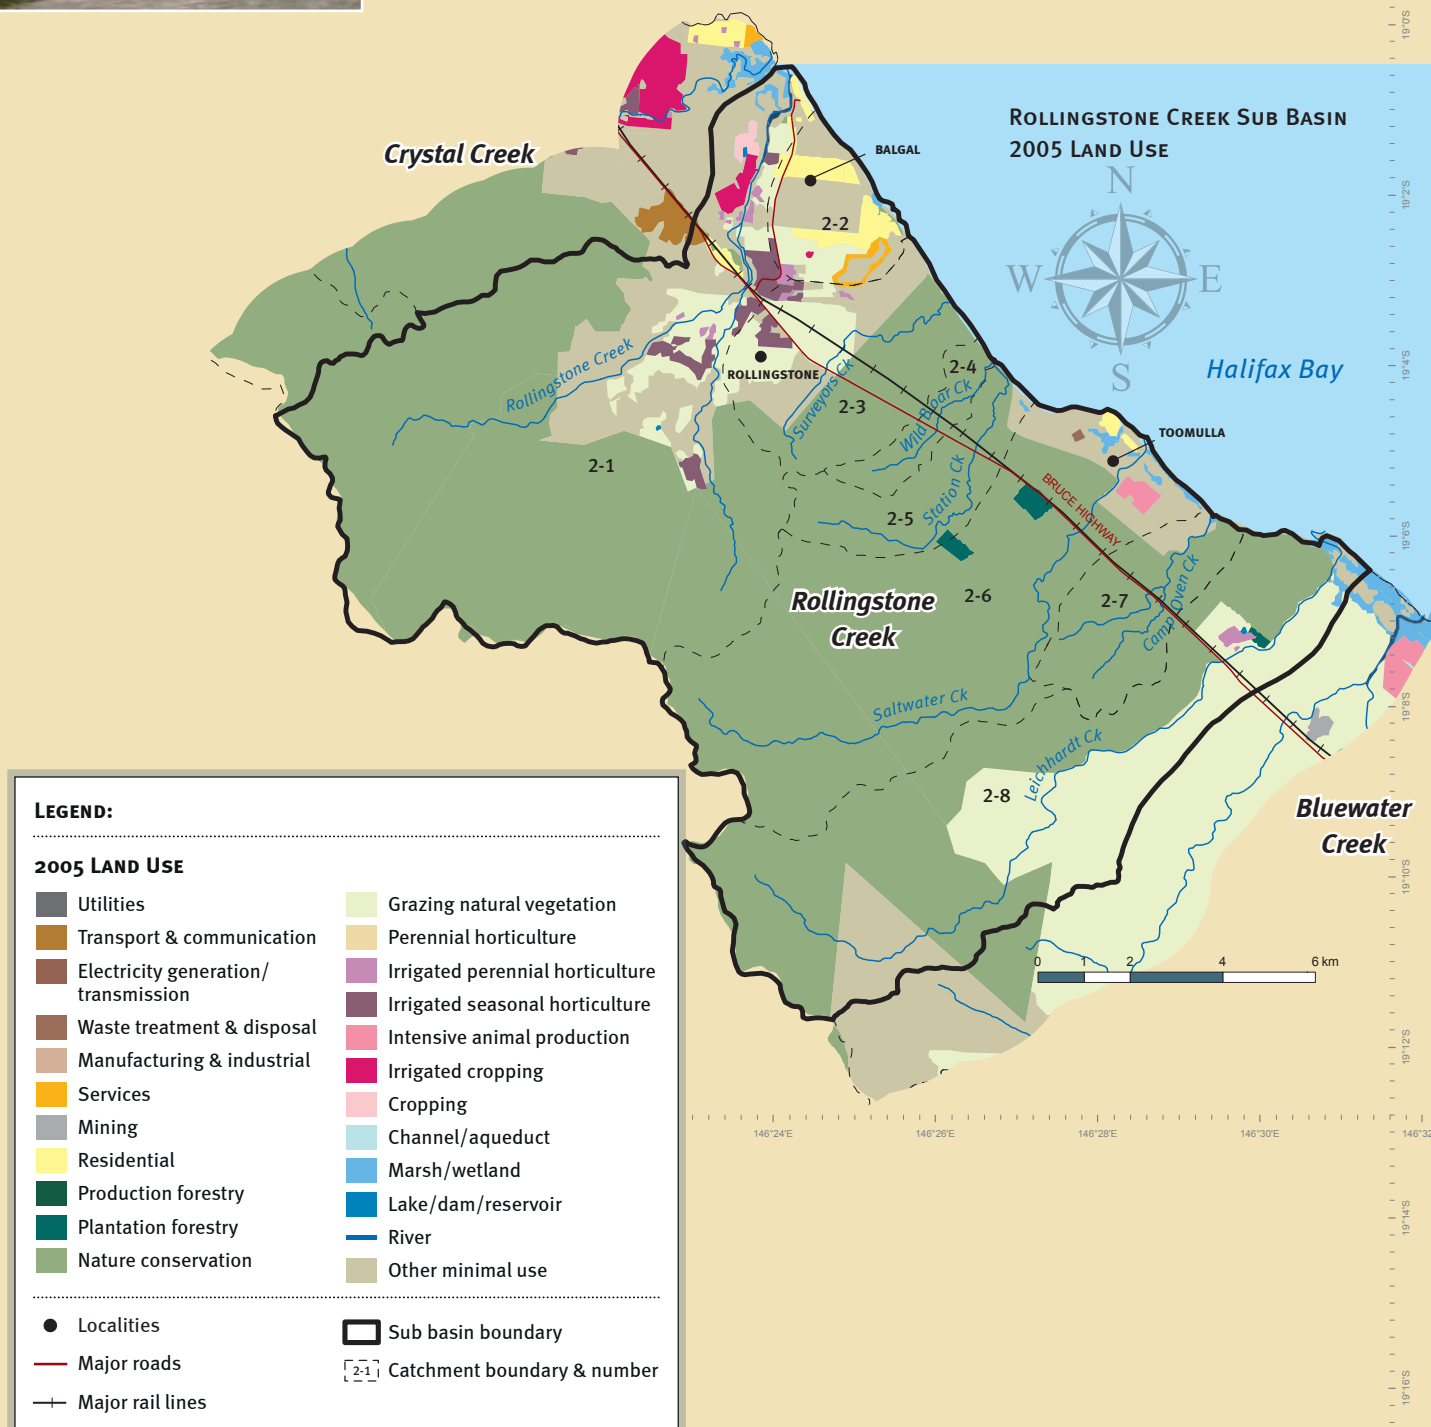 Rollingstone Creek Sub Basin
2005 Land Use
N
W
E
S
Crystal Creek
BALGAL
2-2
Halifax Bay
Rollingstone Creek
ROLLINGSTONE
Surveyors Ck
2-3
2-4
Wild Boar Ck
TOOMULLA
2-1
Station Ck
2-5
BRUCE HIGHWAY
Rollingstone
Creek
2-6
2-7
Camp Oven Ck
Saltwater Ck
Leichhardt Ck
2-8
Bluewater
Creek
0 1 2 4 6 km
19°0'S
19°2'S
19°4'S
19°6'S
19°8'S
19°10'S
19°12'S
19°14'S
19°16'S
146°24'E 146°26'E 146°28'E 146°30'E 146°32
Legend:
2005 Land Use
Utilities
Transport & communication
Electricity generation/
transmission
Waste treatment & disposal
Manufacturing & industrial
Services
Mining
Residential
Production forestry
Plantation forestry
Nature conservation
Grazing natural vegetation
Perennial horticulture
Irrigated perennial horticulture
Irrigated seasonal horticulture
Intensive animal production
Irrigated cropping
Cropping
Channel/aqueduct
Marsh/wetland
Lake/dam/reservoir
River
Other minimal use
Localities
Major roads
Major rail lines
Sub basin boundary
2-1 Catchment boundary & number